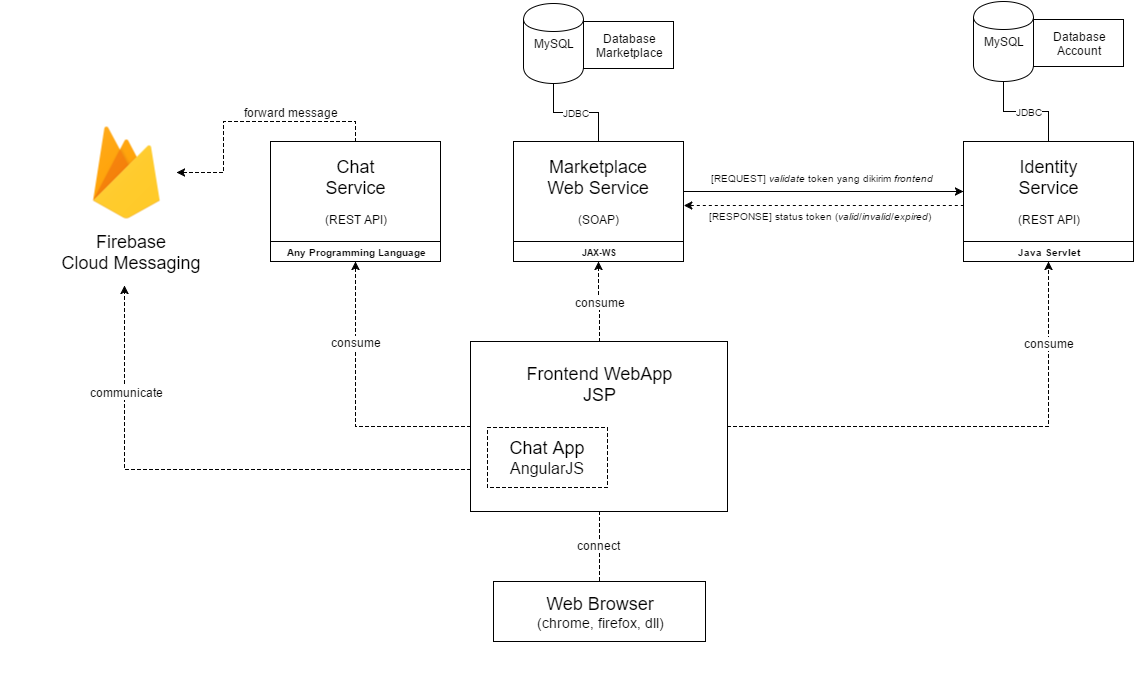 MySQL
Database
Marketplace
MySQL
Database
Account
JDBC
JDBC
forward message
Chat
Service
(REST API)
Any Programming Language
Marketplace
Web Service
(SOAP)
JAX-WS
[REQUEST] validate token yang dikirim frontend
[RESPONSE] status token (valid/invalid/expired)
Identity
Service
(REST API)
Java Servlet
Firebase
Cloud Messaging
consume
consume
consume
communicate
Frontend WebApp
JSP
Chat App
AngularJS
connect
Web Browser
(chrome, firefox, dll)